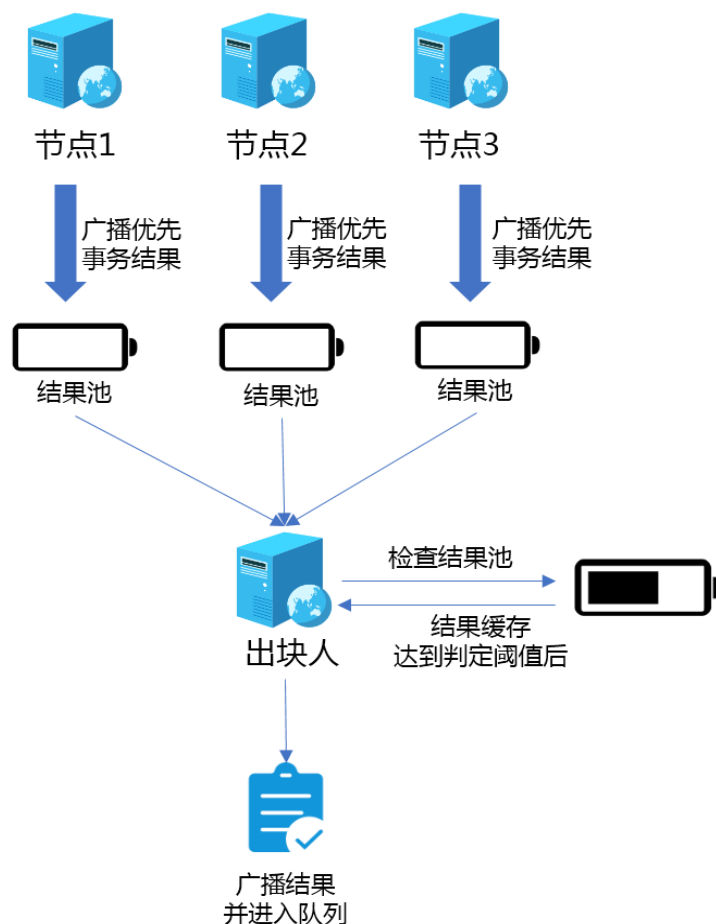 节点1
节点2
节点3
广播优先
事务结果
广播优先
事务结果
广播优先
事务结果
结果池
结果池
结果池
检查结果池
结果缓存
达到判定阈值后
出块人
广播结果
并进入队列